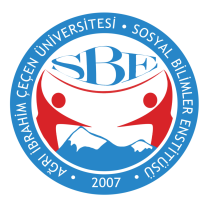 AĞRI İBRAHİM ÇEÇEN ÜNİVERSİTESİ • SOSYAL BİLİMLER ENSTİTÜSÜ
SBE
• 2007 •